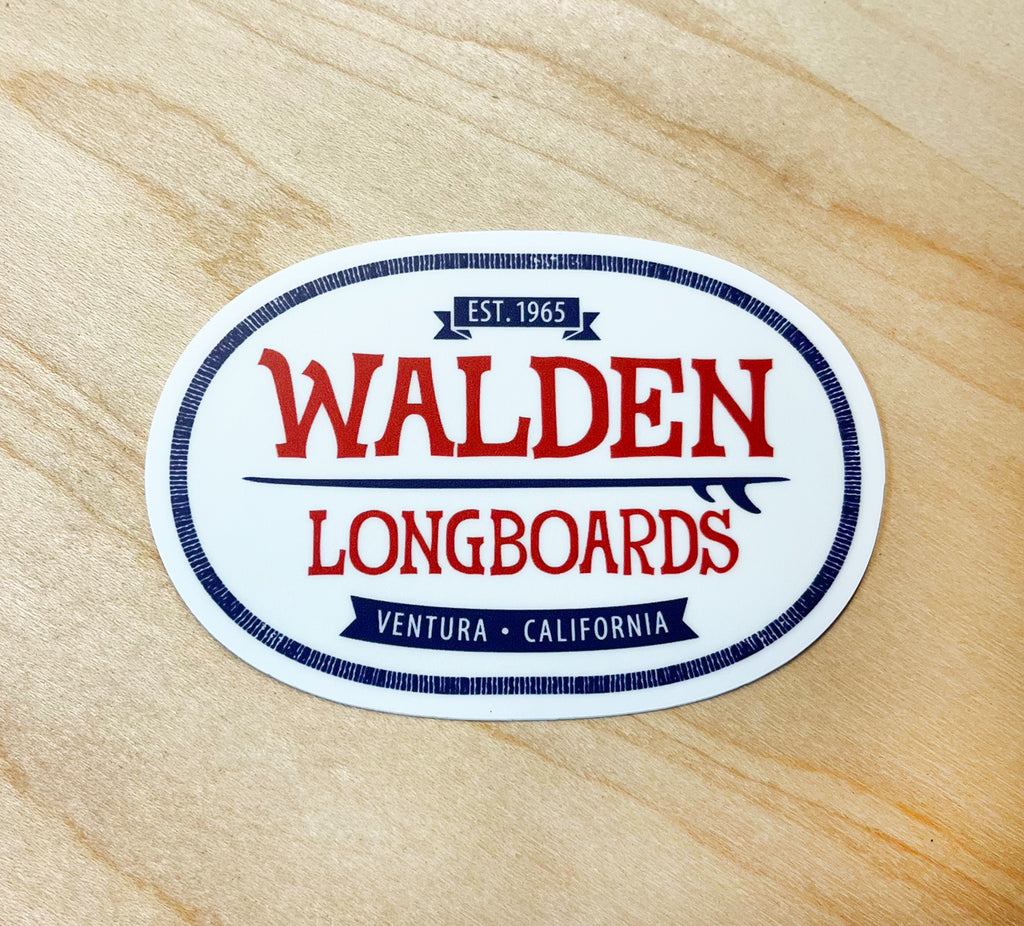 EST. 1965
WALDEN
LONGBOARDS
VENTURA • CALIFORNIA